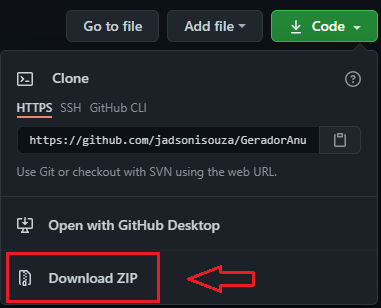 Go to file Add file Code
Clone
HTTPS SSH GitHub CLI
https://github.com/jadsonisouza/GeradorAnu
Use Git or checkout with SVN using the web URL.
Open with GitHub Desktop
Download ZIP